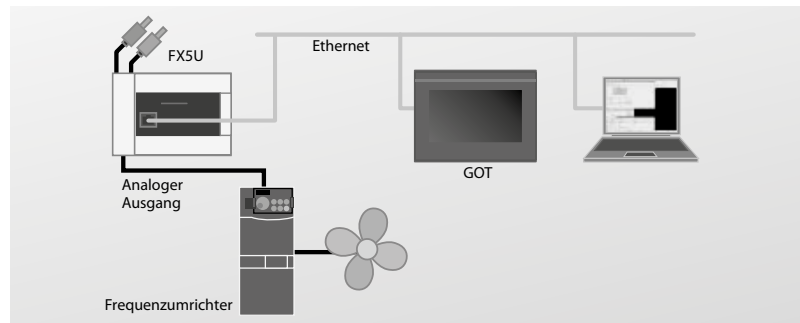 Ethernet
FX5U
GOT
Analoger
Ausgang
Frequenzumrichter